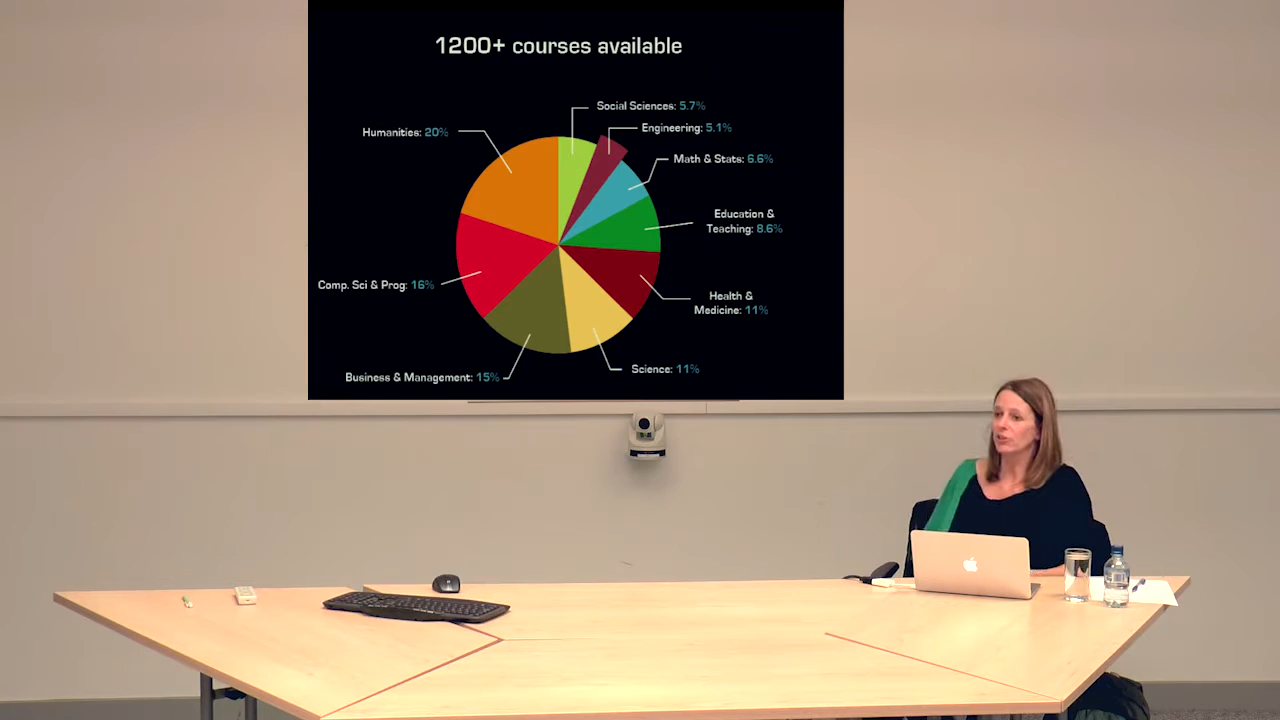 1200+ courses available
Social Sciences: 5.7%
Engineering: 5.1%
Humanities: 20%
Math & Stats: 6.6%
Education &
Teaching: 8.6%
Comp. Sci & Prog: 16%
Health &
Medicine: 11%
Science: 11%
Business & Management: 15%